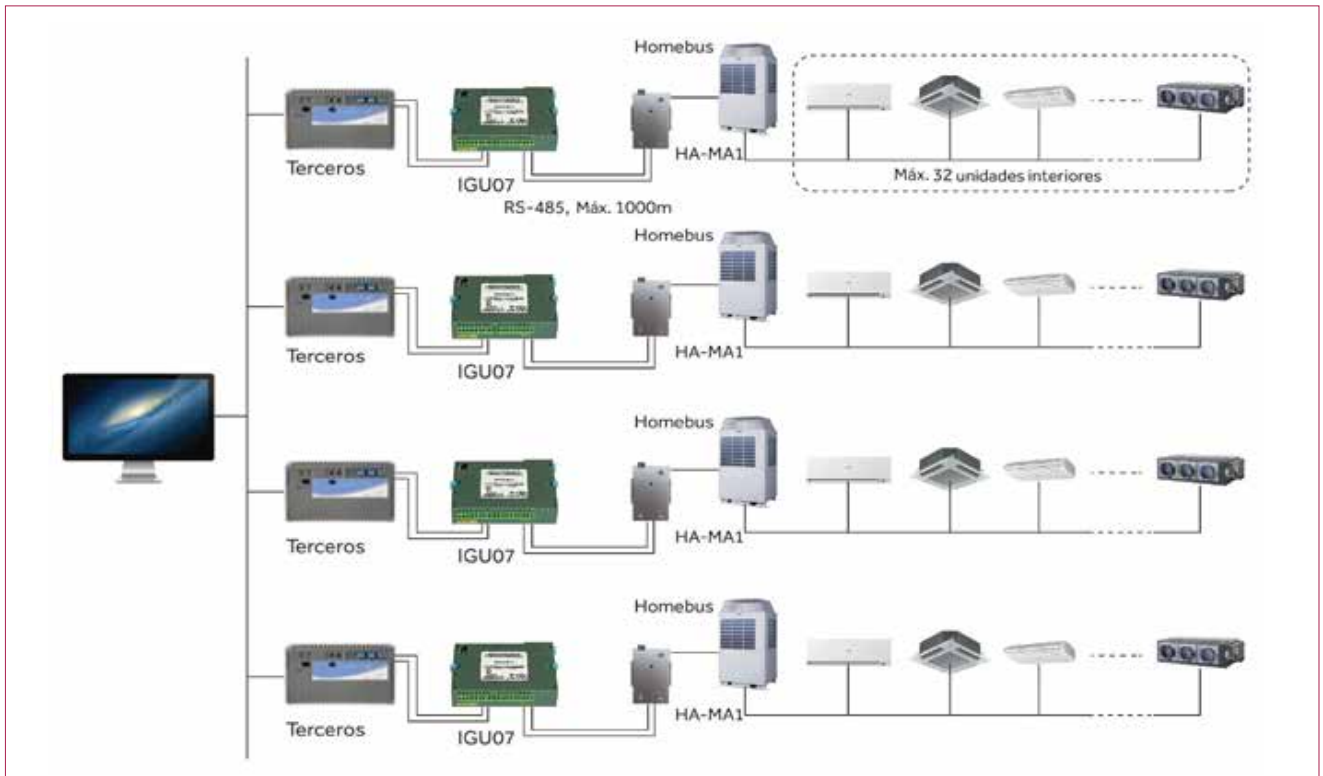 Homebus
Terceros
IGU07
HA-MA1
Máx. 32 unidades interiores
RS-485, Máx. 1000m
Homebus
Terceros
IGU07
HA-MA1
Homebus
Terceros
IGU07
HA-MA1
Homebus
Terceros
IGU07
HA-MA1